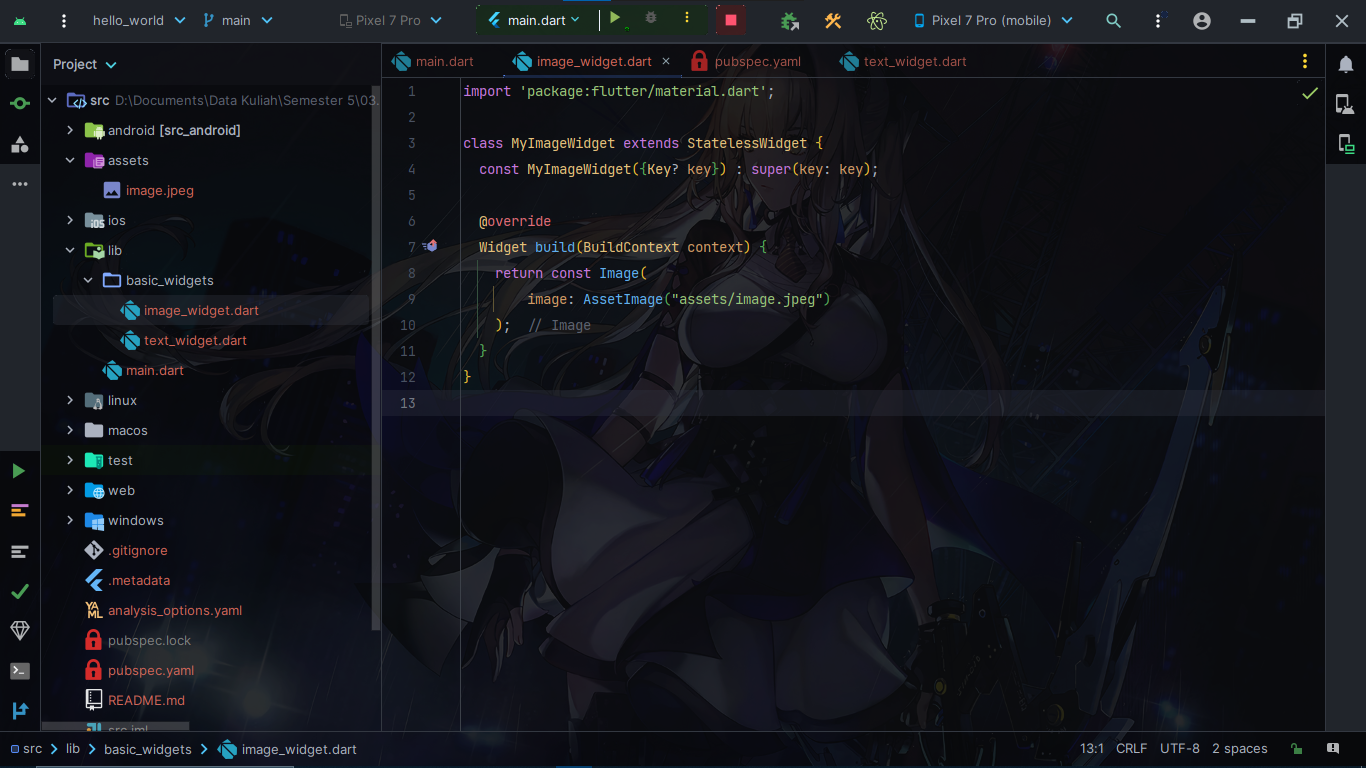 hello_world main Pixel 7 Pro main.dart Pixel 7 Pro (mobile)
Project
src D:\Documents\Data Kuliah\Semester 5\03.
android [src_android]
assets
image.jpeg
ios
lib
basic_widgets
image_widget.dart
text_widget.dart
main.dart
linux
macos
test
web
windows
.gitignore
.metadata
YAML analysis_options.yaml
pubspec.lock
pubspec.yaml
README.md
src.iml
main.dart image_widget.dart pubspec.yaml text_widget.dart
1 import 'package:flutter/material.dart';
2
3 class MyImageWidget extends StatelessWidget {
4 const MyImageWidget({Key? key}) : super(key: key);
5
6 @override
7 Widget build(BuildContext context) {
8 return const Image(
9 image: AssetImage("assets/image.jpeg")
10 ); // Image
11 }
12 }
13
src lib basic_widgets image_widget.dart 13:1 CRLF UTF-8 2 spaces